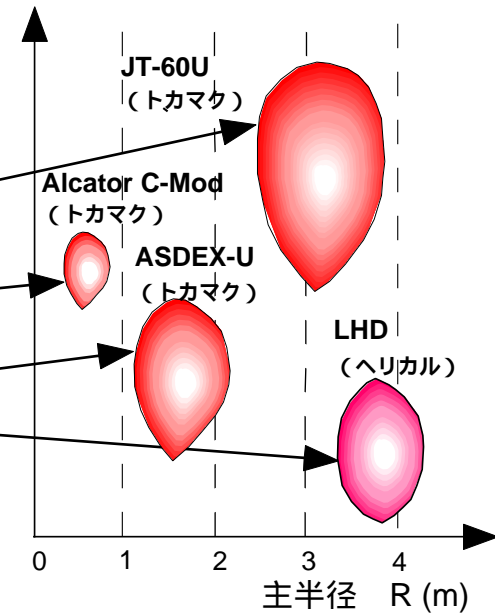 JT-60U
（トカマク）
Alcator C-Mod
（トカマク）
ASDEX-U
（トカマク）
LHD
（ヘリカル）
0 1 2 3 4
主半径 R (m)